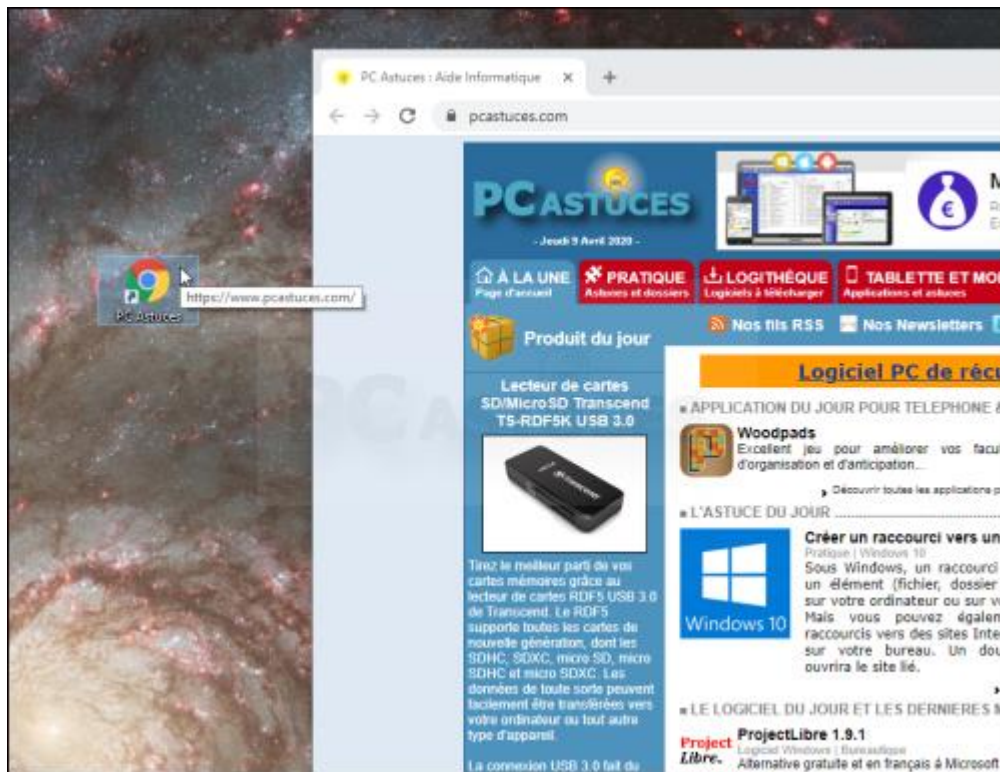 PC Astuces : Aide Informatique
pcastuces.com
PC ASTUCES
- Jeudi 9 Avril 2020 -
€
M
https://www.pcastuces.com/
PC Astuces
À LA UNE
Page d'accueil
PRATIQUE
Astuces et dossiers
LOGITHÈQUE
Logiciels à télécharger
TABLETTE ET MO
Applications et astuces
Nos fils RSS
Nos Newsletters
Produit du jour
Lecteur de cartes
SD/MicroSD Transcend
TS-RDF5K USB 3.0
Transcend
Tirez le meilleur parti de vos
cartes mémoires grâce au
lecteur de cartes RDF5 USB 3.0
de Transcend. Le RDF5
supporte toutes les cartes de
nouvelle génération, dont les
SDHC, SDXC, micro SD, micro
SDHC et micro SDXC. Les
données de toute sorte peuvent
facilement être transférées vers
votre ordinateur ou tout autre
type d'appareil.
La connexion USB 3.0 fait du
Logiciel PC de récu
APPLICATION DU JOUR POUR TELEPHONE A
Woodpads
Excellent jeu pour améliorer vos facul
d'organisation et d'anticipation...
Découvrir toutes les applications p
L'ASTUCE DU JOUR
Windows 10
Créer un raccourci vers un
Pratique | Windows 10
Sous Windows, un raccourci
un élément (fichier, dossier
sur votre ordinateur ou sur v
Mais vous pouvez égalem
raccourcis vers des sites Inte
sur votre bureau. Un dou
ouvrira le site lié.
LE LOGICIEL DU JOUR ET LES DERNIERES M
Project
Libre.
ProjectLibre 1.9.1
Logiciel Windows | Bureautique
Alternative gratuite et en français à Microsoft